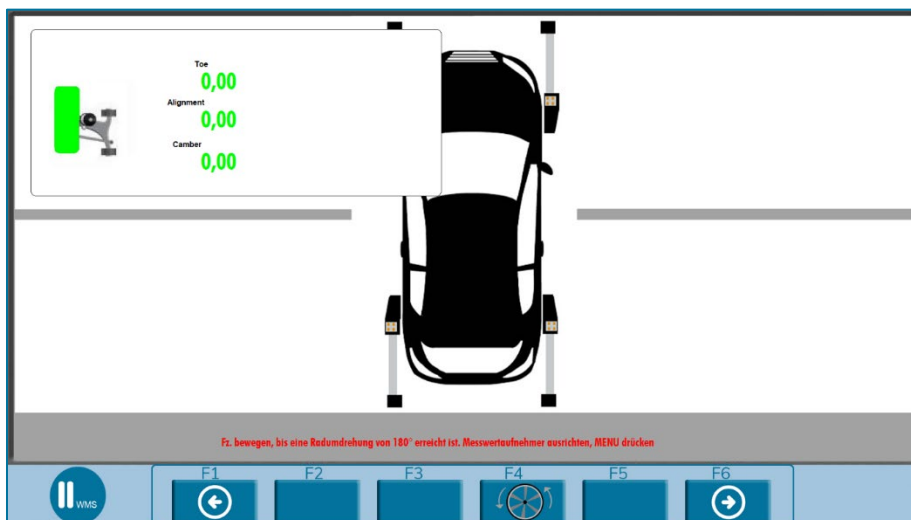 Toe
0,00
Alignment
0,00
Camber
0,00
Fz. bewegen, bis eine Radumdrehung von 180° erreicht ist. Messwertaufnehmer ausrichten, MENU drücken
F1 F2 F3 F4 F5 F6
WMS